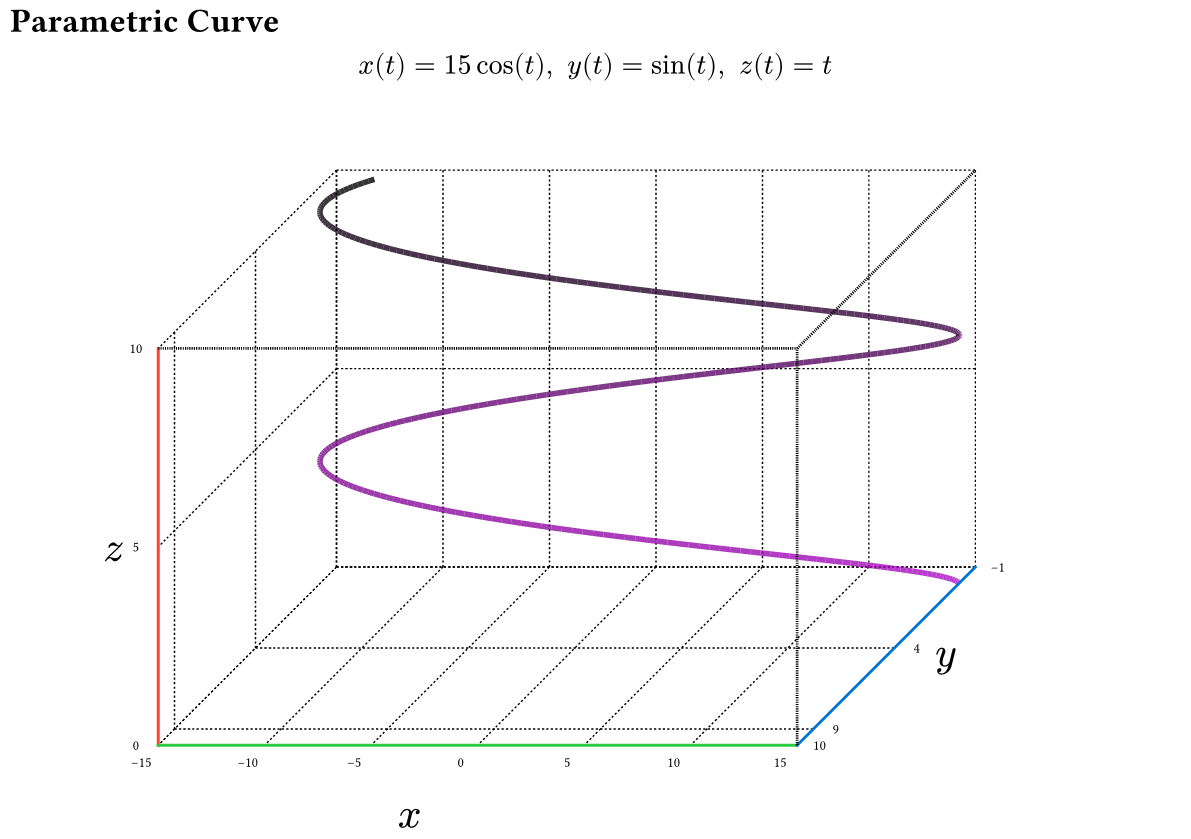 Parametric Curve
x(t) = 15 cos(t), y(t) = sin(t), z(t) = t
10
z 5
−1
4 y
9
0
10
−15 −10 −5 0 5 10 15
x